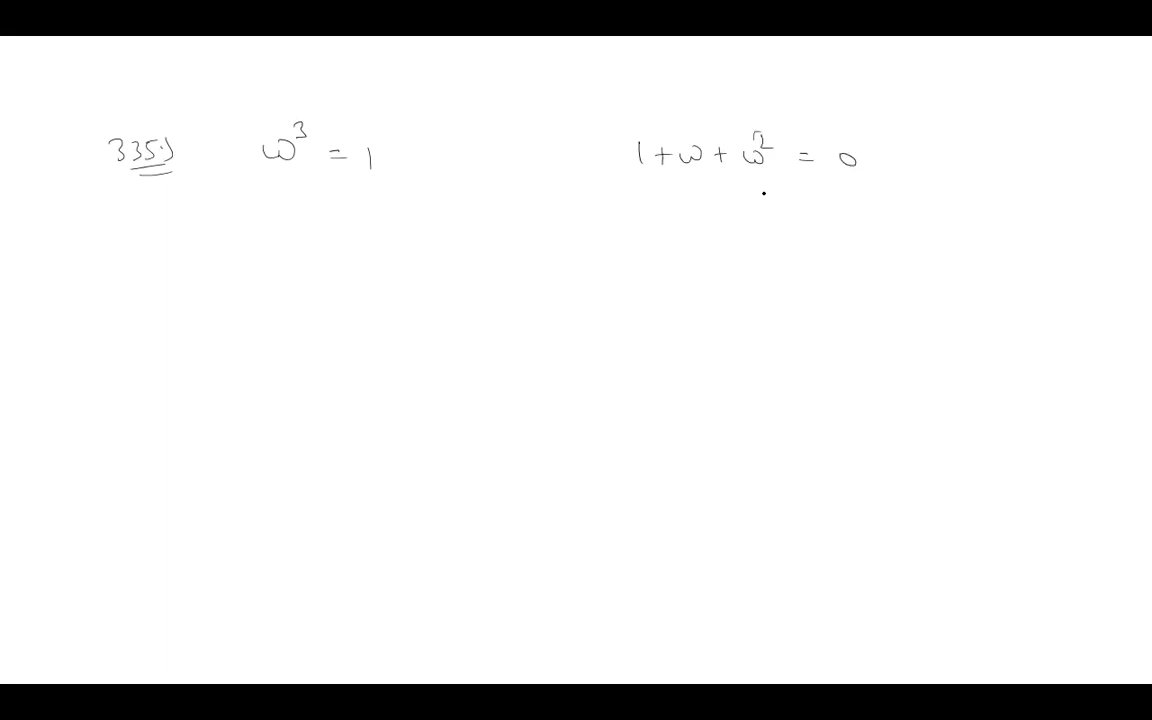 335) ω³ = 1 1 + ω + ω² = 0